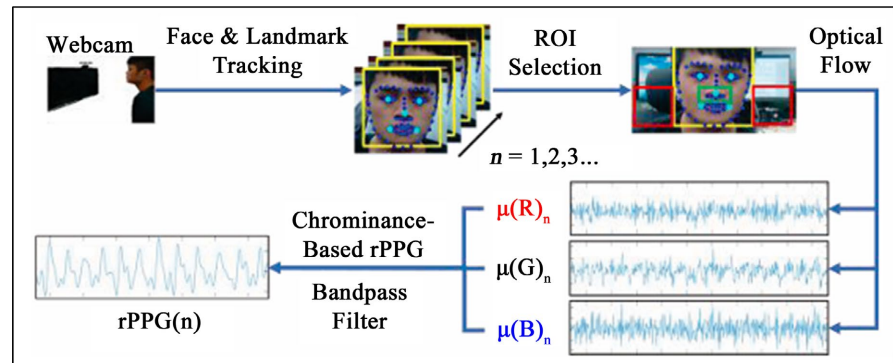 Webcam
Face & Landmark
Tracking
ROI
Selection
Optical
Flow
n = 1,2,3...
μ(R)n
μ(G)n
μ(B)n
Chrominance-
Based rPPG
Bandpass
Filter
rPPG(n)